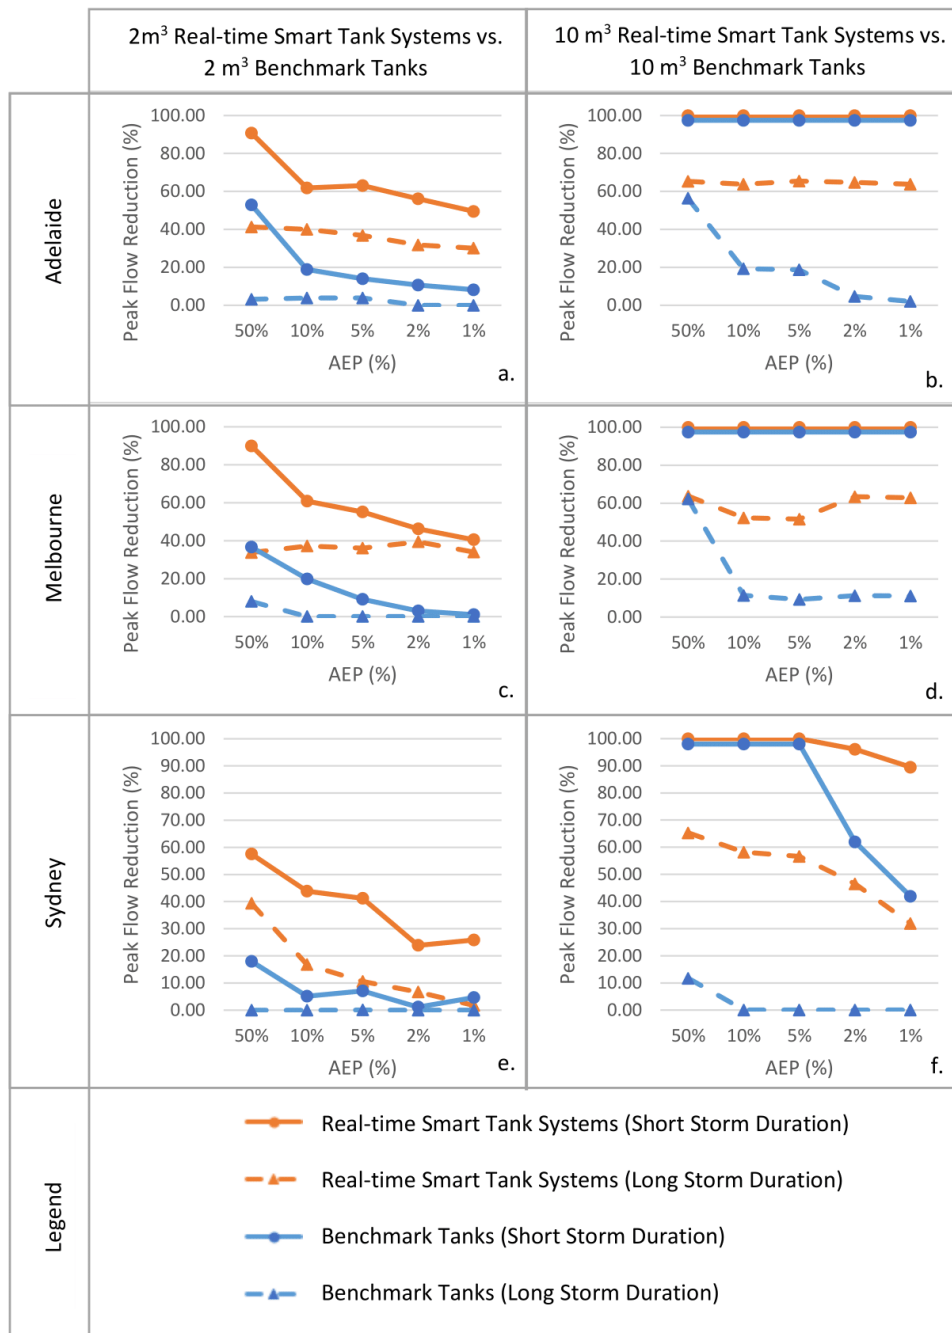 2m³ Real-time Smart Tank Systems vs.
2 m³ Benchmark Tanks
10 m³ Real-time Smart Tank Systems vs.
10 m³ Benchmark Tanks
Adelaide
Peak Flow Reduction (%)
100.00
80.00
60.00
40.00
20.00
0.00
50% 10% 5% 2% 1%
AEP (%)
a.
Peak Flow Reduction (%)
100.00
80.00
60.00
40.00
20.00
0.00
50% 10% 5% 2% 1%
AEP (%)
b.
Melbourne
Peak Flow Reduction (%)
100.00
80.00
60.00
40.00
20.00
0.00
50% 10% 5% 2% 1%
AEP (%)
c.
Peak Flow Reduction (%)
100.00
80.00
60.00
40.00
20.00
0.00
50% 10% 5% 2% 1%
AEP (%)
d.
Sydney
Peak Flow Reduction (%)
100.00
90.00
80.00
70.00
60.00
50.00
40.00
30.00
20.00
10.00
0.00
50% 10% 5% 2% 1%
AEP (%)
e.
Peak Flow Reduction (%)
100.00
90.00
80.00
70.00
60.00
50.00
40.00
30.00
20.00
10.00
0.00
50% 10% 5% 2% 1%
AEP (%)
f.
Legend
Real-time Smart Tank Systems (Short Storm Duration)
Real-time Smart Tank Systems (Long Storm Duration)
Benchmark Tanks (Short Storm Duration)
Benchmark Tanks (Long Storm Duration)